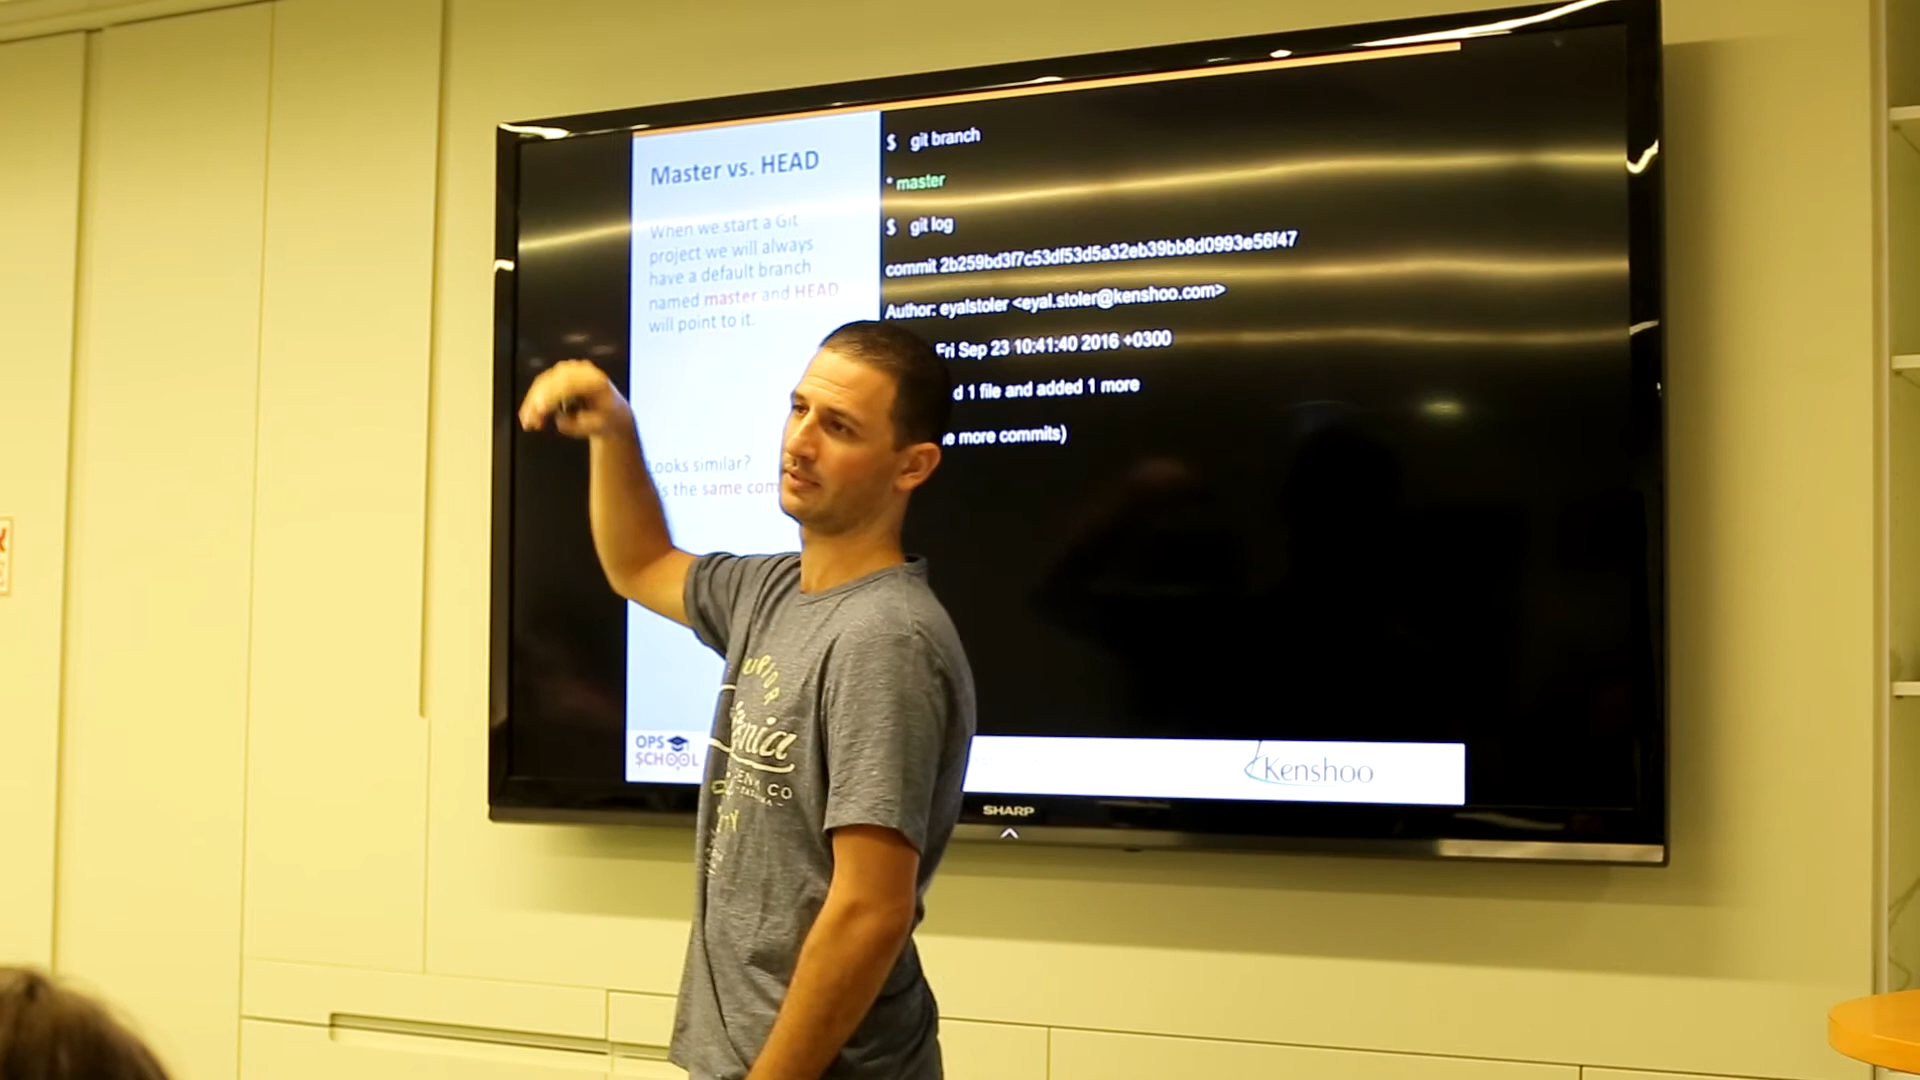 Master vs. HEAD
When we start a Git
project we will always
have a default branch
named master and HEAD
will point to it.
Looks similar?
the same com
$ git branch
* master
$ git log
commit 2b259bd3f7c53df53d5a32eb39bb8d0993e56f47
Author: eyalstoler <eyal.stoler@kenshoo.com>
Fri Sep 23 10:41:40 2016 +0300
d 1 file and added 1 more
e more commits)
OPS
SCHOOL
Kenshoo
SHARP